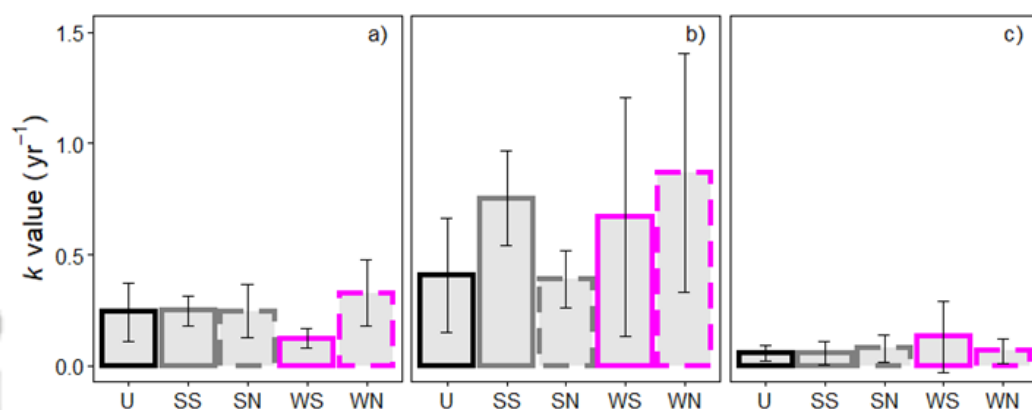 a)
b)
c)
1.5
1.0
0.5
0.0
k value (yr⁻¹)
U SS SN WS WN
U SS SN WS WN
U SS SN WS WN